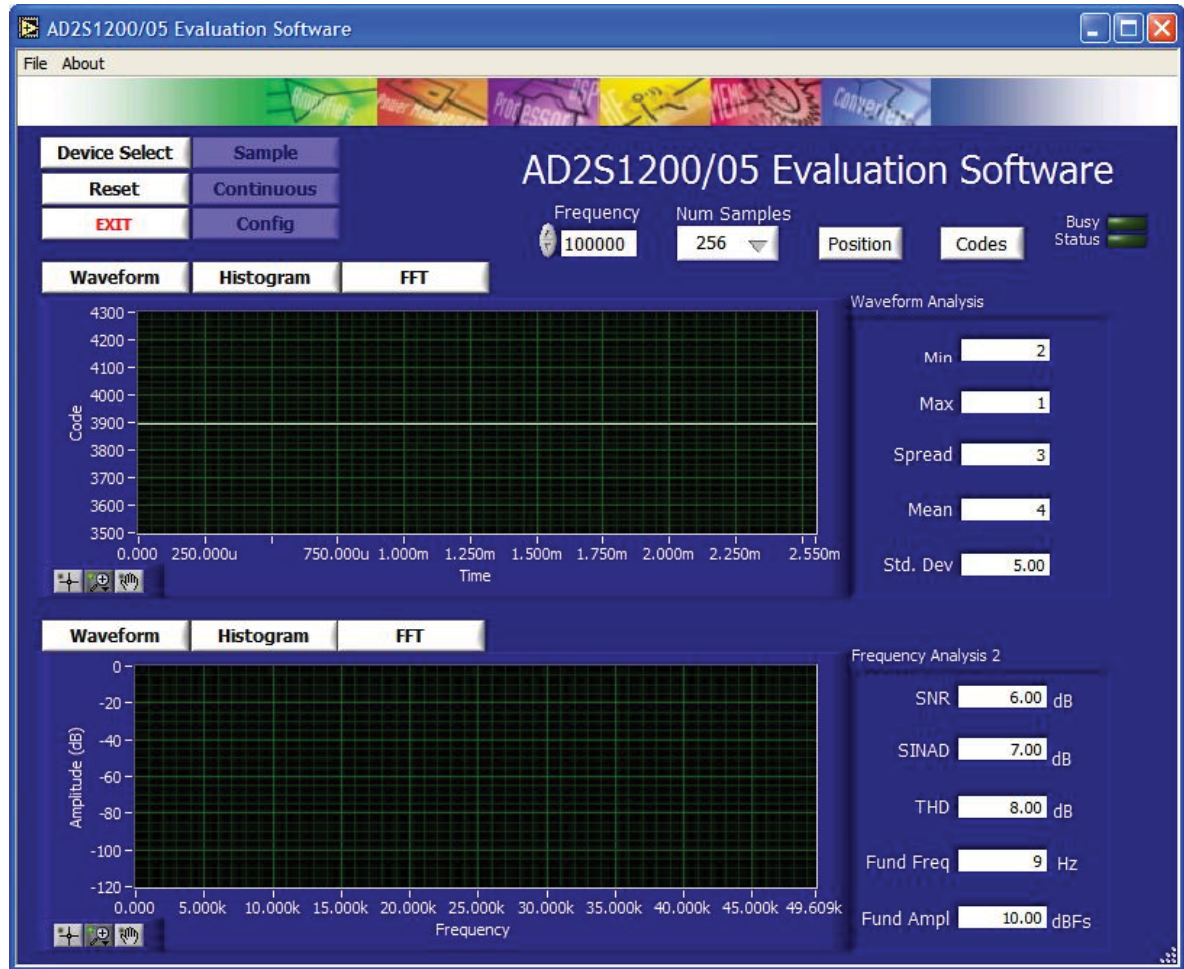 AD2S1200/05 Evaluation Software
File About
Amplifiers Power Management Processors DSP MEMS Converters
Device Select Sample
Reset Continuous
EXIT Config
AD2S1200/05 Evaluation Software
Frequency Num Samples
100000 256 Position Codes
Busy
Status
Waveform Histogram FFT
4300
4200
4100
4000
3900
3800
3700
3600
3500
Code
0.000 250.000u 750.000u 1.000m 1.250m 1.500m 1.750m 2.000m 2.250m 2.550m
Time
Waveform Analysis
Min 2
Max 1
Spread 3
Mean 4
Std. Dev 5.00
Waveform Histogram FFT
0
-20
-40
-60
-80
-100
-120
Amplitude (dB)
0.000 5.000k 10.000k 15.000k 20.000k 25.000k 30.000k 35.000k 40.000k 45.000k 49.609k
Frequency
Frequency Analysis 2
SNR 6.00 dB
SINAD 7.00 dB
THD 8.00 dB
Fund Freq 9 Hz
Fund Ampl 10.00 dBFs